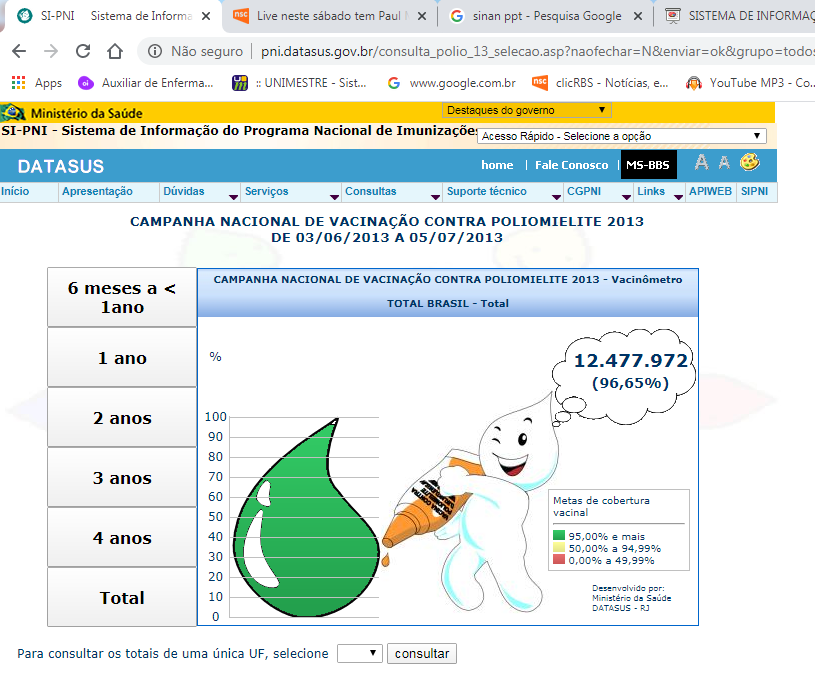 SI-PNI Sistema de Informa
Live neste sábado tem Paul M
sinan ppt - Pesquisa Google
SISTEMA DE INFORMAÇ
Não seguro
pni.datasus.gov.br/consulta_polio_13_selecao.asp?naofechar=N&enviar=ok&grupo=todos
Apps
Auxiliar de Enferma...
:: UNIMESTRE - Sist...
www.google.com.br
clicRBS - Notícias, e...
YouTube MP3 - Co...
Ministério da Saúde
Destaques do governo
SI-PNI - Sistema de Informação do Programa Nacional de Imunizações
Acesso Rápido - Selecione a opção
DATASUS
home | Fale Conosco | MS-BBS
A A
Início Apresentação Dúvidas Serviços Consultas Suporte técnico CGPNI Links APIWEB SIPNI
CAMPANHA NACIONAL DE VACINAÇÃO CONTRA POLIOMIELITE 2013
DE 03/06/2013 A 05/07/2013
6 meses a <
1ano
1 ano
2 anos
3 anos
4 anos
Total
CAMPANHA NACIONAL DE VACINAÇÃO CONTRA POLIOMIELITE 2013 - Vacinômetro
TOTAL BRASIL - Total
%
100
90
80
70
60
50
40
30
20
10
0
12.477.972
(96,65%)
Metas de cobertura
vacinal
95,00% e mais
50,00% a 94,99%
0,00% a 49,99%
Desenvolvido por:
Ministério da Saúde
DATASUS - RJ
Para consultar os totais de uma única UF, selecione
consultar